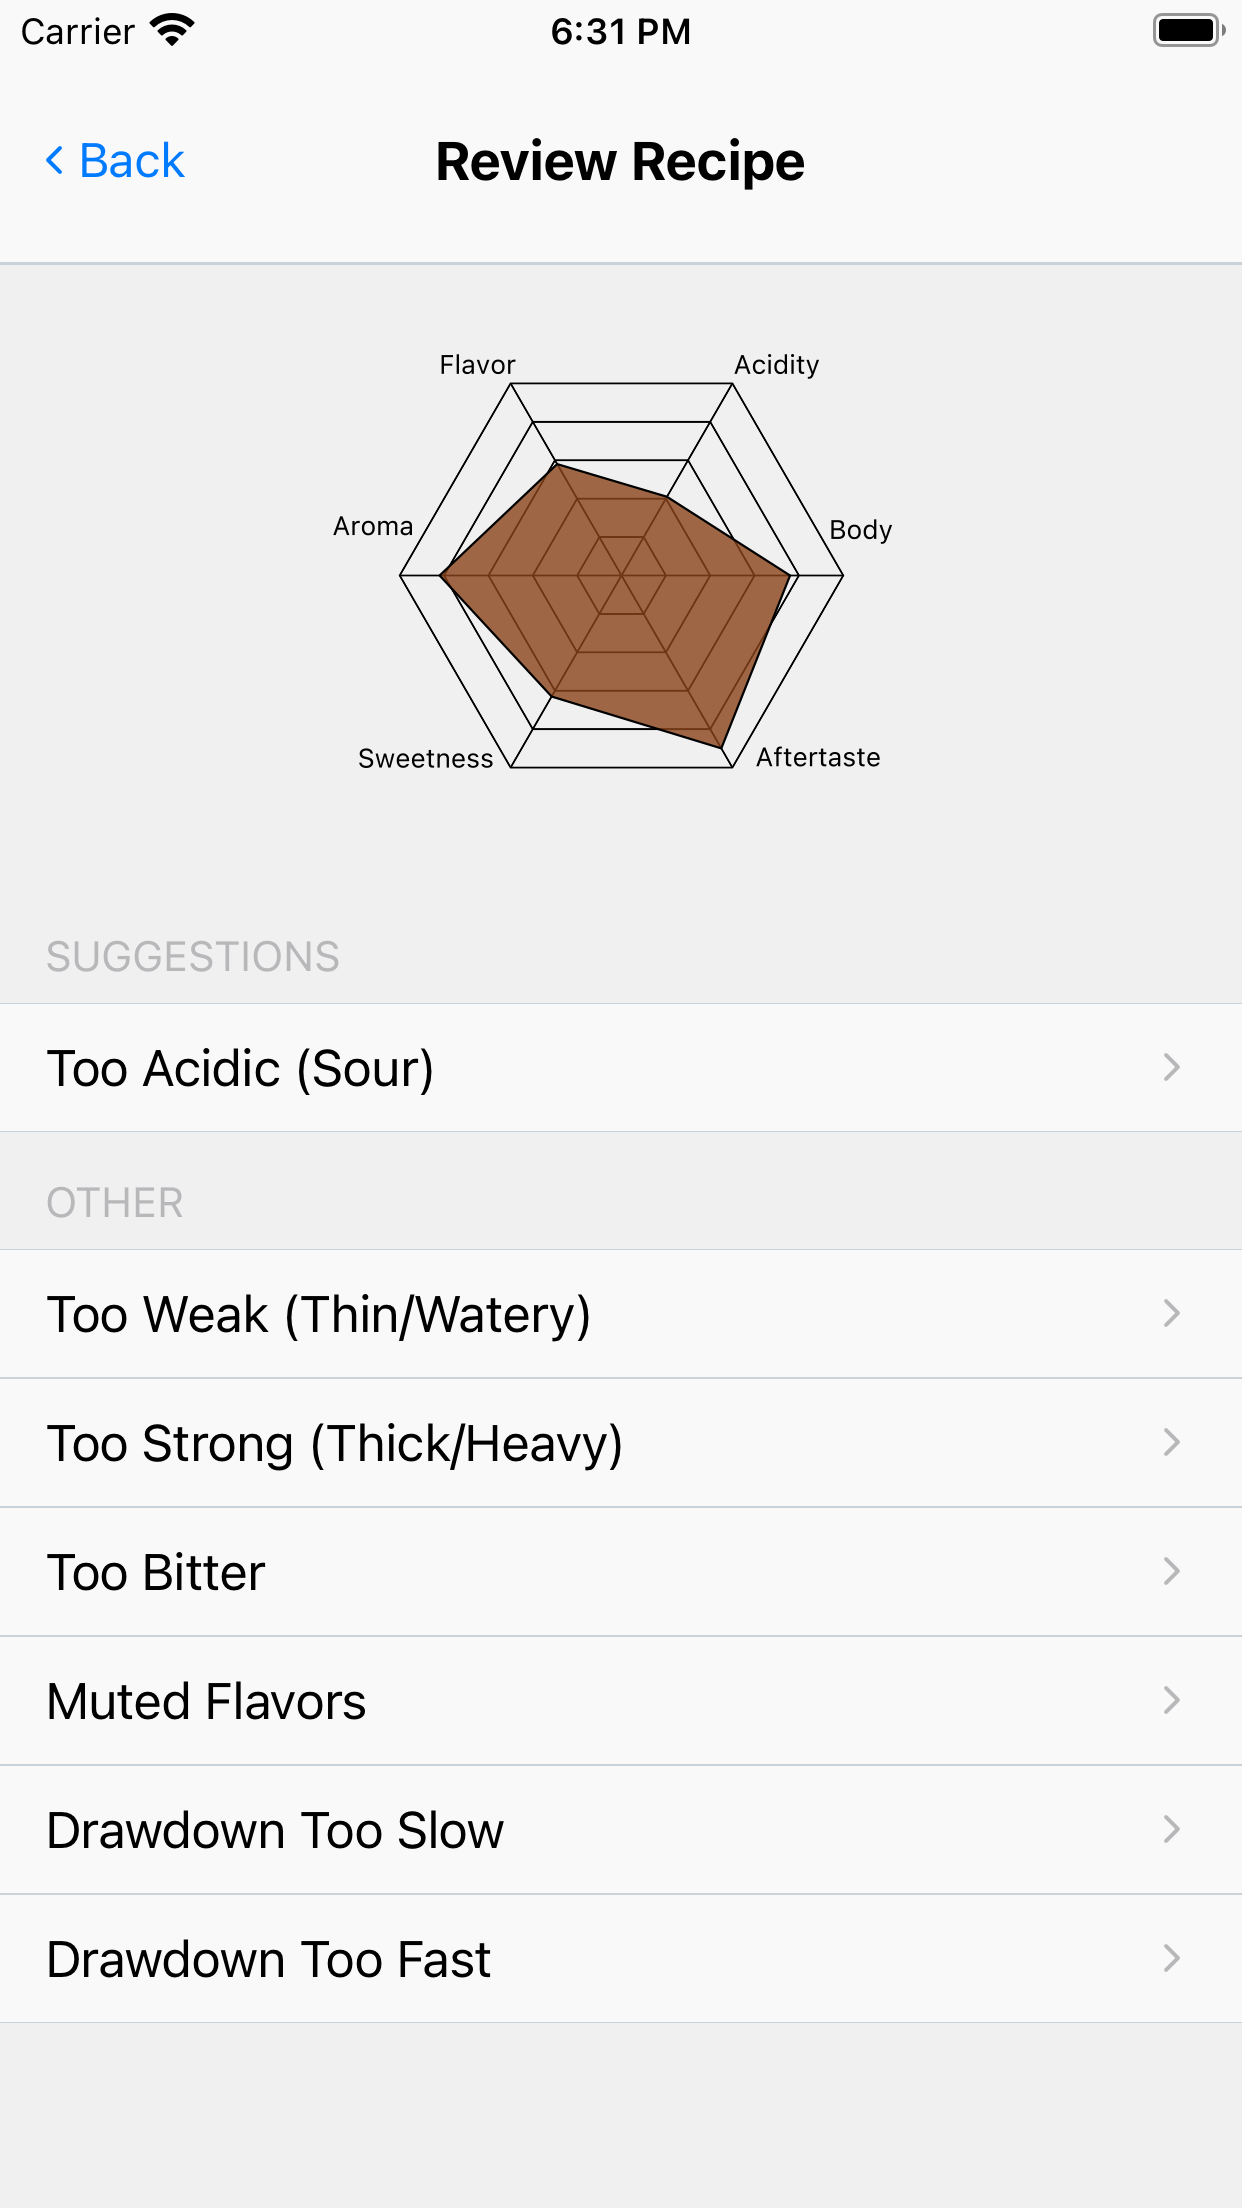 Carrier 6:31 PM
Back Review Recipe
Flavor Acidity
Aroma Body
Sweetness Aftertaste
SUGGESTIONS
Too Acidic (Sour)
OTHER
Too Weak (Thin/Watery)
Too Strong (Thick/Heavy)
Too Bitter
Muted Flavors
Drawdown Too Slow
Drawdown Too Fast